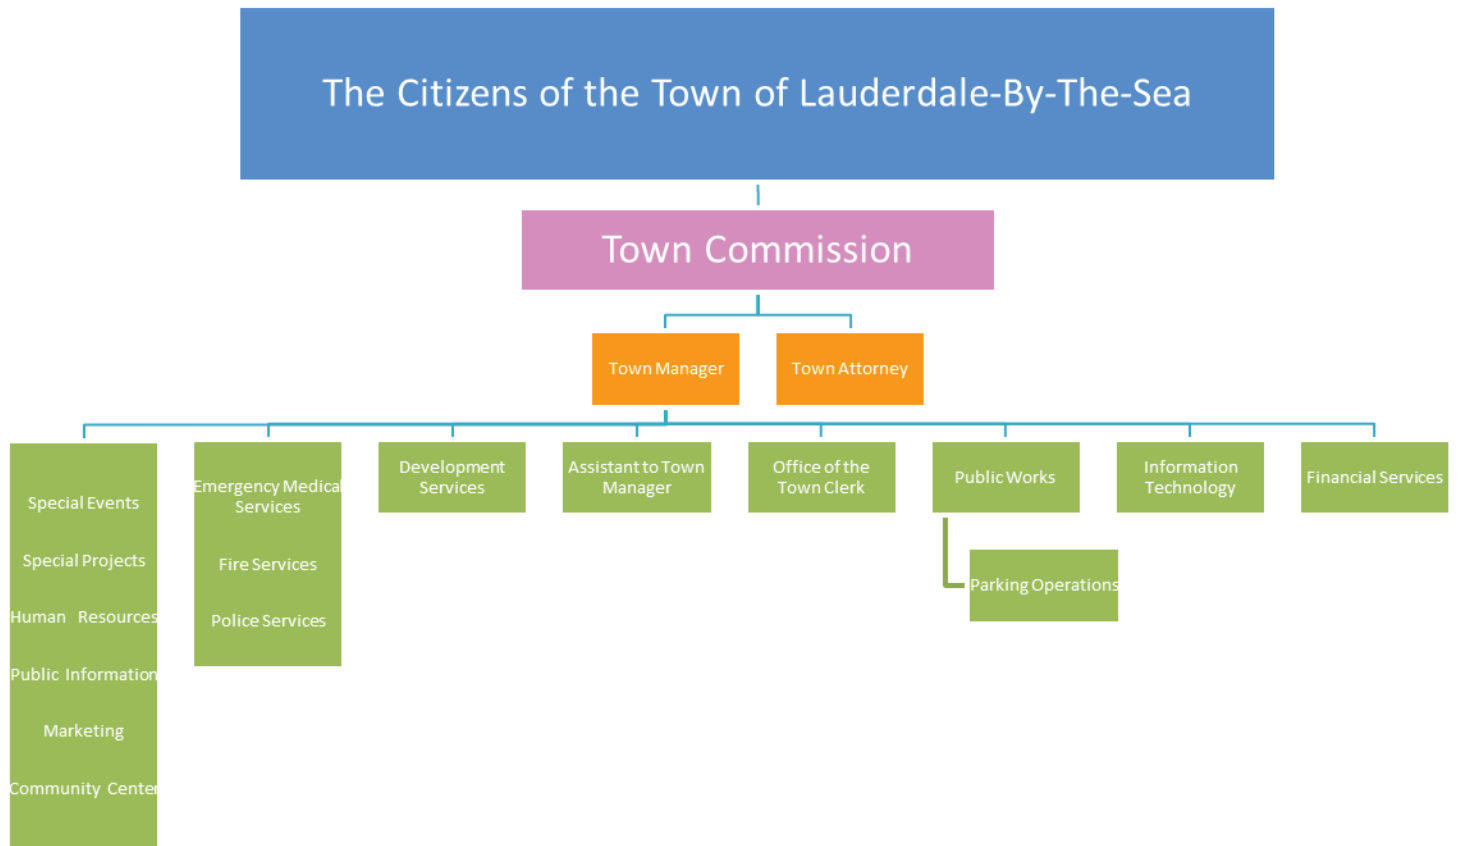 The Citizens of the Town of Lauderdale-By-The-Sea
Town Commission
Town Manager
Town Attorney
Special Events
Special Projects
Human Resources
Public Information
Marketing
Community Center
Emergency Medical
Services
Fire Services
Police Services
Development
Services
Assistant to Town
Manager
Office of the
Town Clerk
Public Works
Parking Operations
Information
Technology
Financial Services